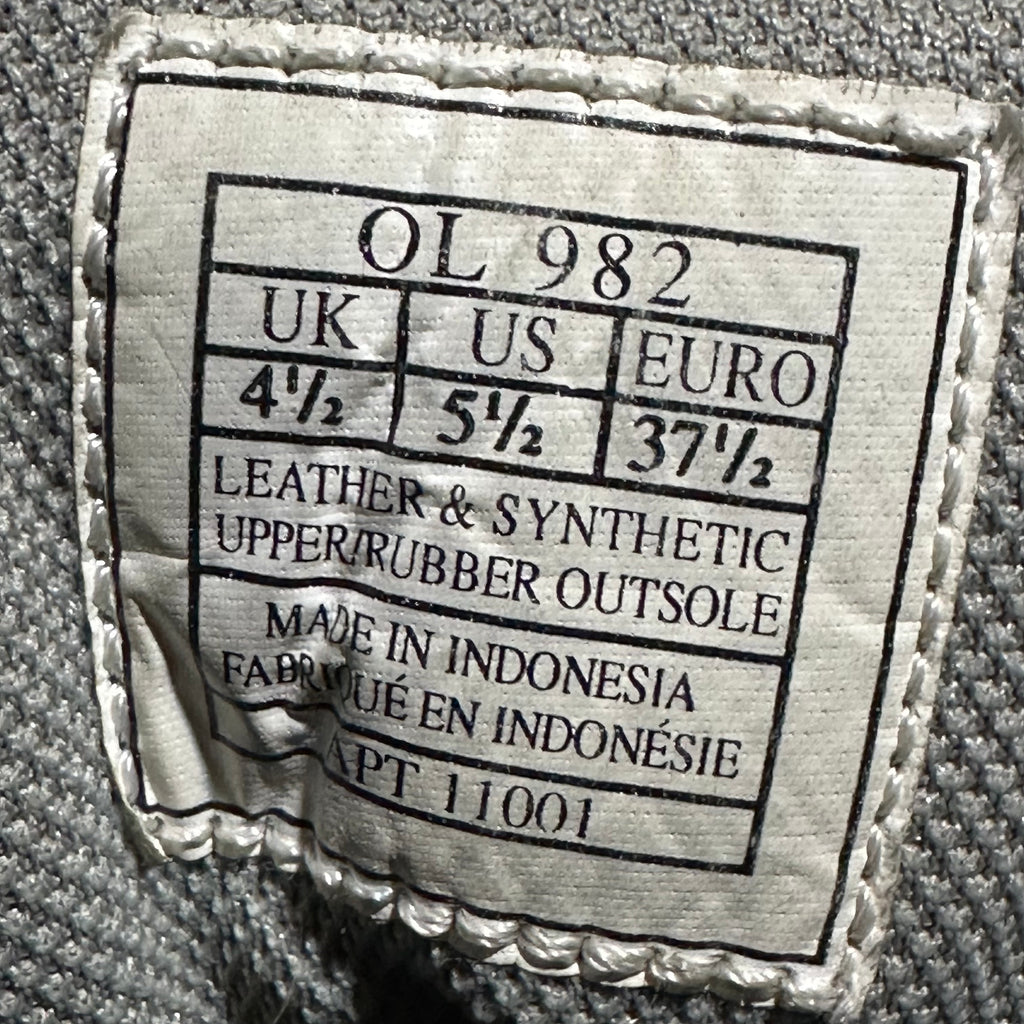 OL 982
UK US EURO
4½ 5½ 37½
LEATHER & SYNTHETIC
UPPER/RUBBER OUTSOLE
MADE IN INDONESIA
FABRIQUÉ EN INDONÉSIE
APT 11001